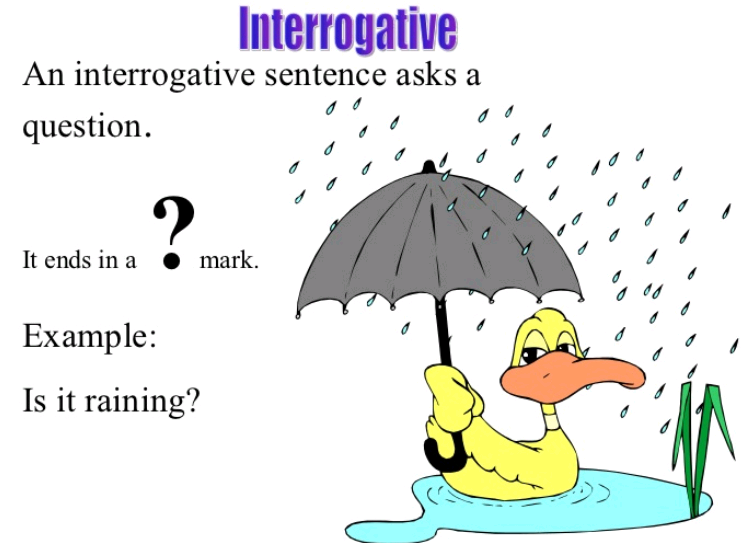 Interrogative
An interrogative sentence asks a
question.
It ends in a ? mark.
Example:
Is it raining?